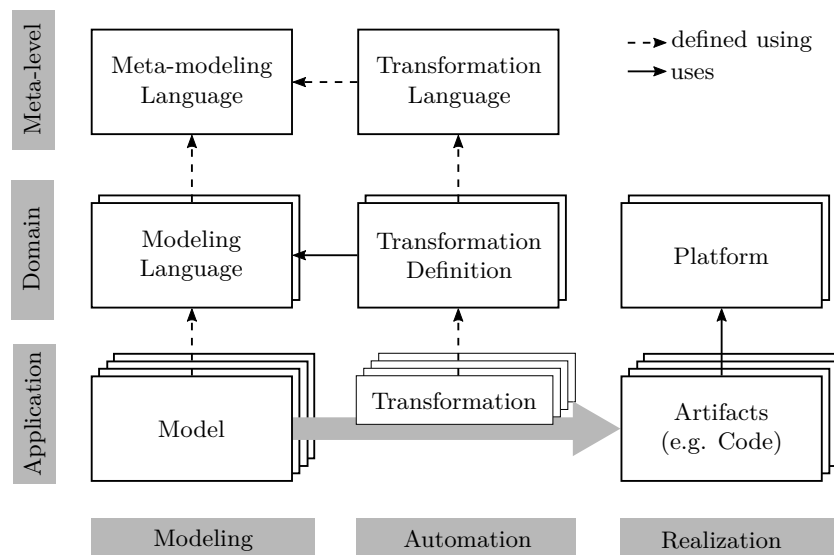 Meta-level
Meta-modeling
Language
Transformation
Language
defined using
uses
Domain
Modeling
Language
Transformation
Definition
Platform
Application
Model
Transformation
Artifacts
(e.g. Code)
Modeling
Automation
Realization